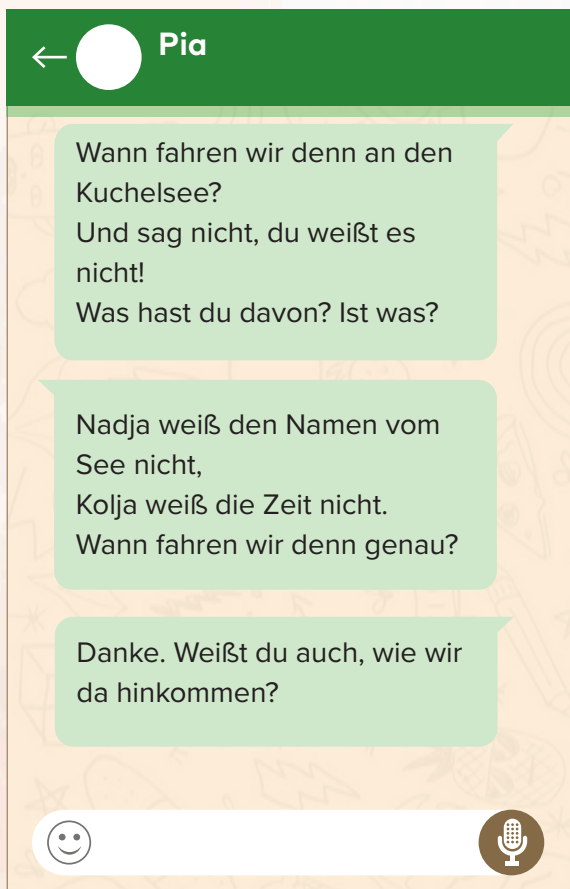 Pia
Wann fahren wir denn an den
Kuchelsee?
Und sag nicht, du weißt es
nicht!
Was hast du davon? Ist was?
Nadja weiß den Namen vom
See nicht,
Kolja weiß die Zeit nicht.
Wann fahren wir denn genau?
Danke. Weißt du auch, wie wir
da hinkommen?